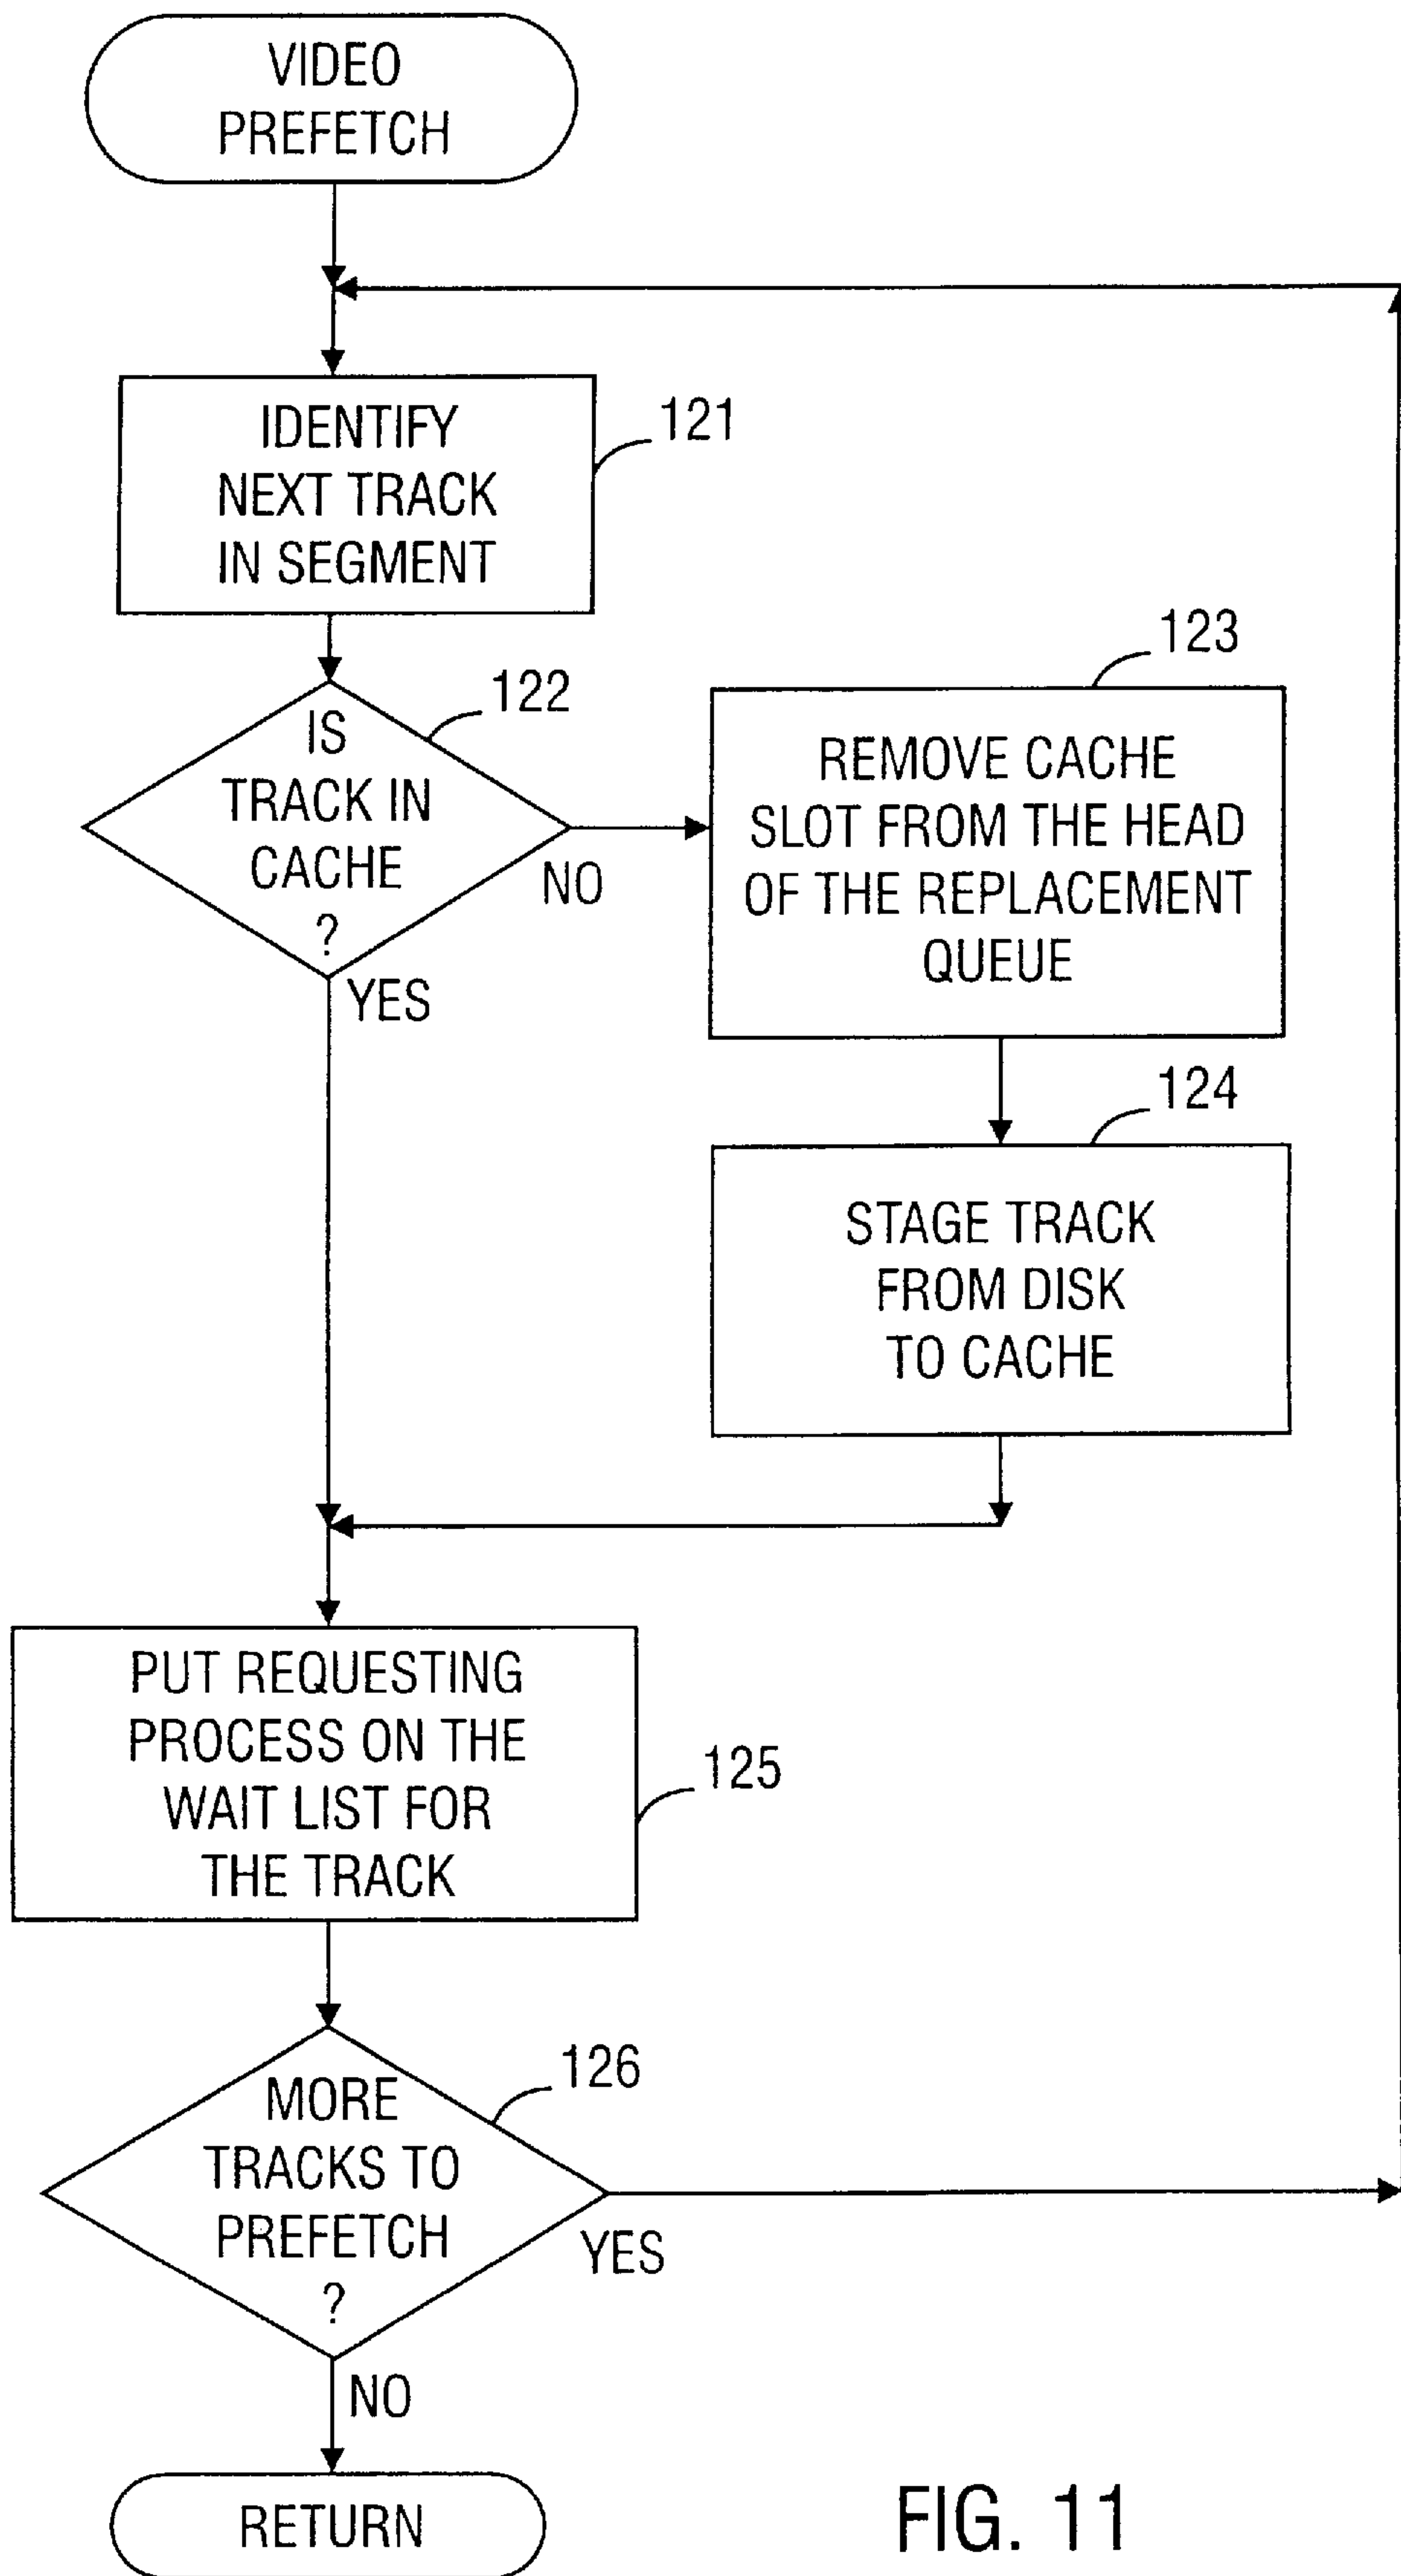 VIDEO
PREFETCH
IDENTIFY
NEXT TRACK
IN SEGMENT
121
IS
TRACK IN
CACHE
?
122
NO
YES
123
REMOVE CACHE
SLOT FROM THE HEAD
OF THE REPLACEMENT
QUEUE
124
STAGE TRACK
FROM DISK
TO CACHE
PUT REQUESTING
PROCESS ON THE
WAIT LIST FOR
THE TRACK
125
MORE
TRACKS TO
PREFETCH
?
126
YES
NO
RETURN
FIG. 11